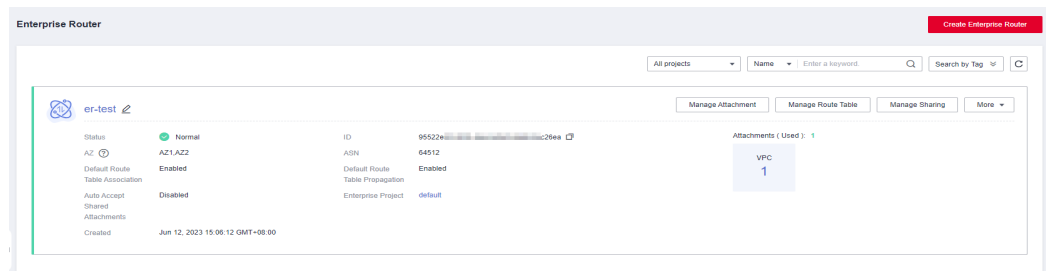 Enterprise Router
Create Enterprise Router
All projects
Name
Enter a keyword.
Search by Tag
er-test
Manage Attachment
Manage Route Table
Manage Sharing
More
Status
Normal
ID
95522e
c26ea
Attachments ( Used ): 1
AZ
AZ1,AZ2
ASN
64512
VPC
1
Default Route
Table Association
Enabled
Default Route
Table Propagation
Enabled
Auto Accept
Shared
Attachments
Disabled
Enterprise Project
default
Created
Jun 12, 2023 15:06:12 GMT+08:00